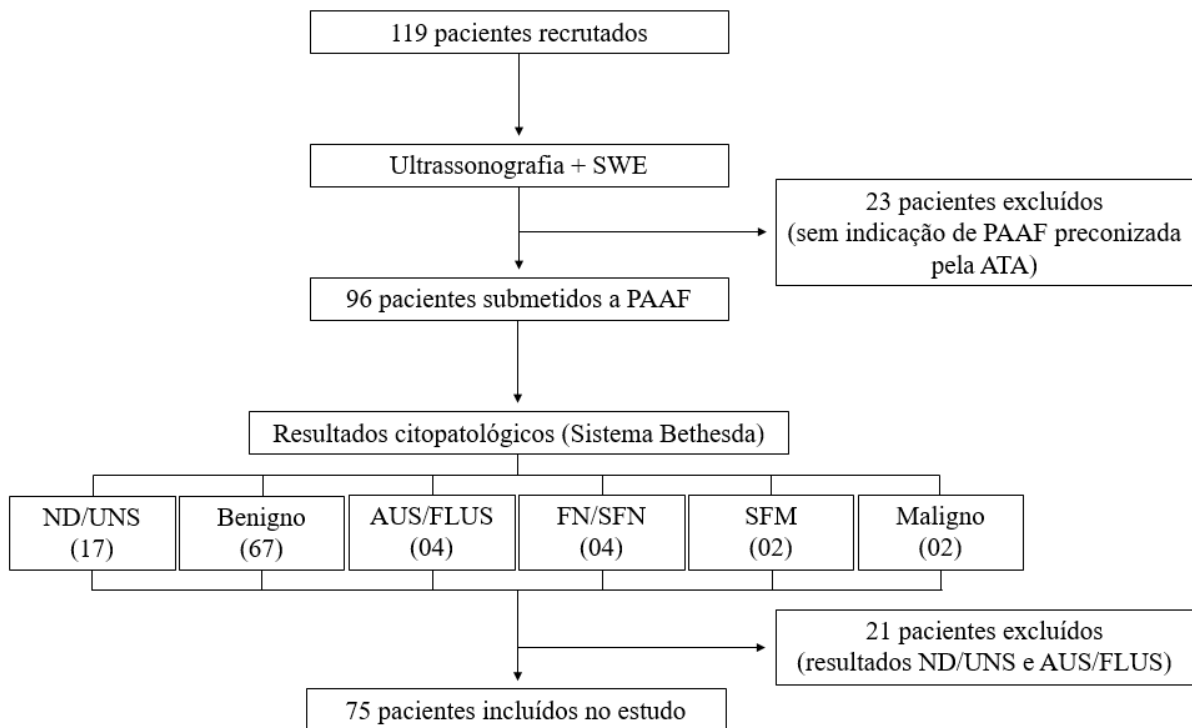 119 pacientes recrutados
Ultrassonografia + SWE
23 pacientes excluídos
(sem indicação de PAAF preconizada
pela ATA)
96 pacientes submetidos a PAAF
Resultados citopatológicos (Sistema Bethesda)
ND/UNS
(17)
Benigno
(67)
AUS/FLUS
(04)
FN/SFN
(04)
SFM
(02)
Maligno
(02)
21 pacientes excluídos
(resultados ND/UNS e AUS/FLUS)
75 pacientes incluídos no estudo